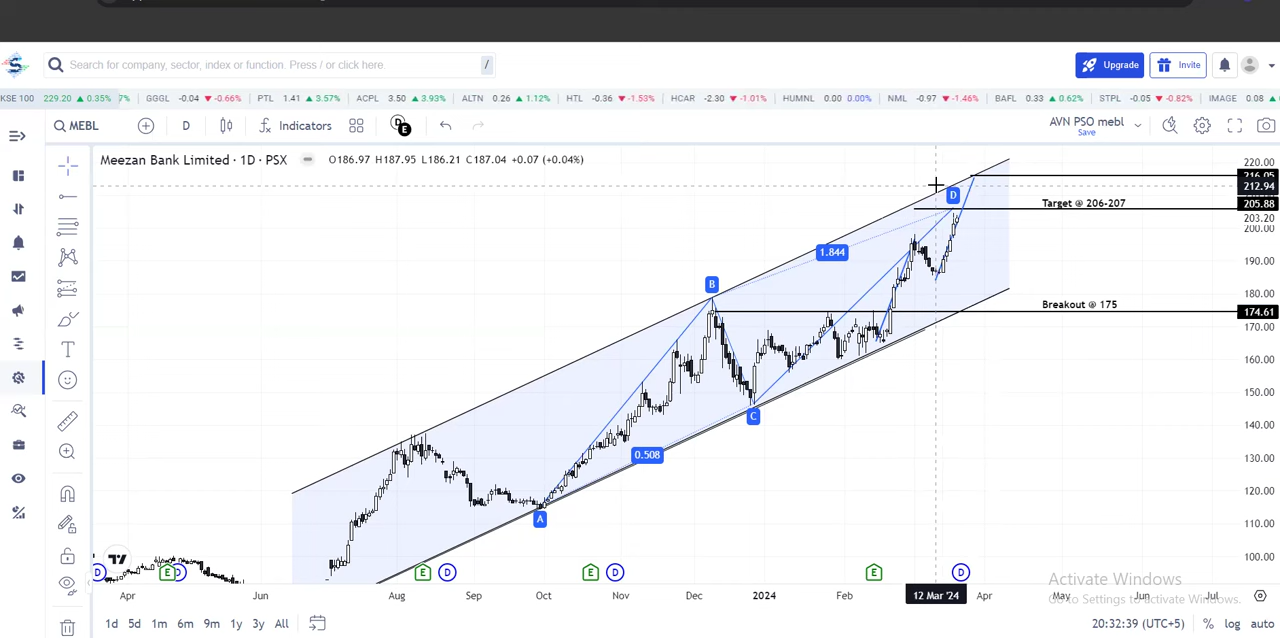 Search for company, sector, index or function. Press / or click here.
/
Upgrade
Invite
KSE 100 229.20 0.35% 7% GGGL -0.04 -0.66% PTL 1.41 3.57% ACPL 3.50 3.93% ALTN 0.26 1.12% HTL -0.36 -1.53% HCAR -2.30 -1.01% HUMNL 0.00 0.00% NML -0.97 -1.46% BAFL 0.33 0.62% STPL -0.05 -0.82% IMAGE 0.08
MEBL D Indicators D E AVN PSO mebl
Save
Meezan Bank Limited · 1D · PSX O186.97 H187.95 L186.21 C187.04 +0.07 (+0.04%)
220.00
216.05
212.94
D
Target @ 206-207
205.88
203.20
200.00
1.844
190.00
B
180.00
Breakout @ 175
174.61
170.00
160.00
150.00
C
140.00
0.508
130.00
120.00
A
110.00
100.00
D E D E D E D E D
Activate Windows
Go to Settings to activate Windows.
Apr Jun Aug Sep Oct Nov Dec 2024 Feb 12 Mar '24 Apr May Jun Jul
1d 5d 1m 6m 9m 1y 3y All 20:32:39 (UTC+5) % log auto